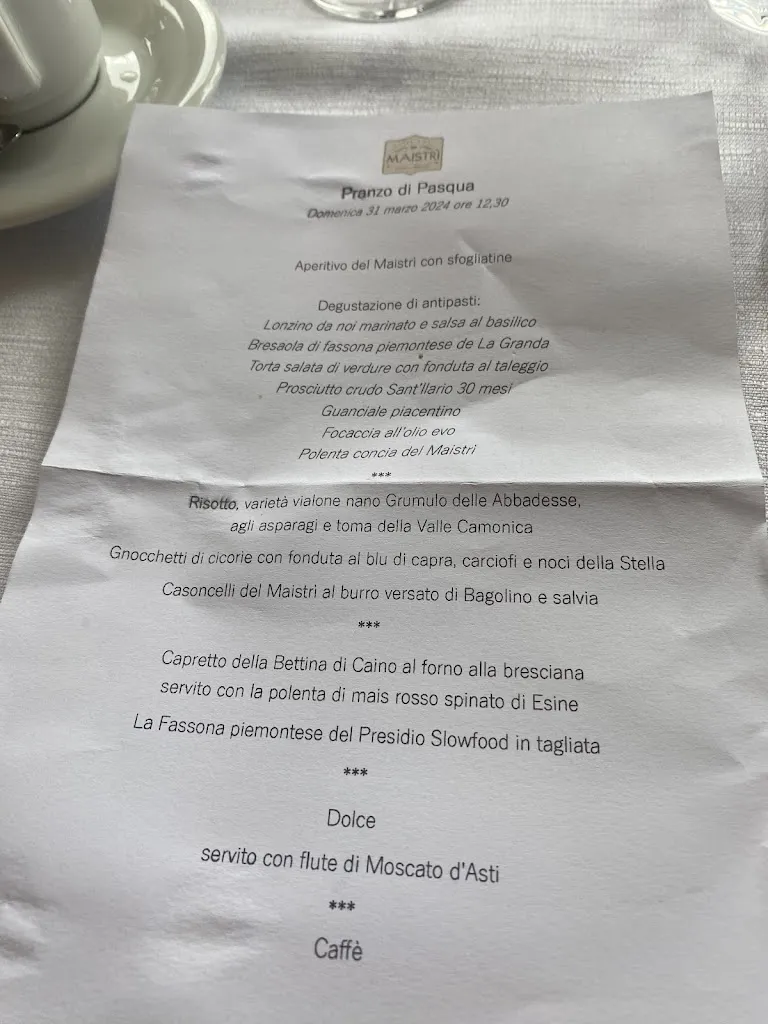 MAISTRÌ
Pranzo di Pasqua
Domenica 31 marzo 2024 ore 12,30
Aperitivo del Maistrì con sfogliatine
Degustazione di antipasti:
Lonzino da noi marinato e salsa al basilico
Bresaola di fassona piemontese de La Granda
Torta salata di verdure con fonduta al taleggio
Prosciutto crudo Sant'Ilario 30 mesi
Guanciale piacentino
Focaccia all'olio evo
Polenta concia del Maistrì
***
Risotto, varietà vialone nano Grumulo delle Abbadesse,
agli asparagi e toma della Valle Camonica
Gnocchetti di cicorie con fonduta al blu di capra, carciofi e noci della Stella
Casoncelli del Maistrì al burro versato di Bagolino e salvia
***
Capretto della Bettina di Caino al forno alla bresciana
servito con la polenta di mais rosso spinato di Esine
La Fassona piemontese del Presidio Slowfood in tagliata
***
Dolce
servito con flute di Moscato d'Asti
***
Caffè